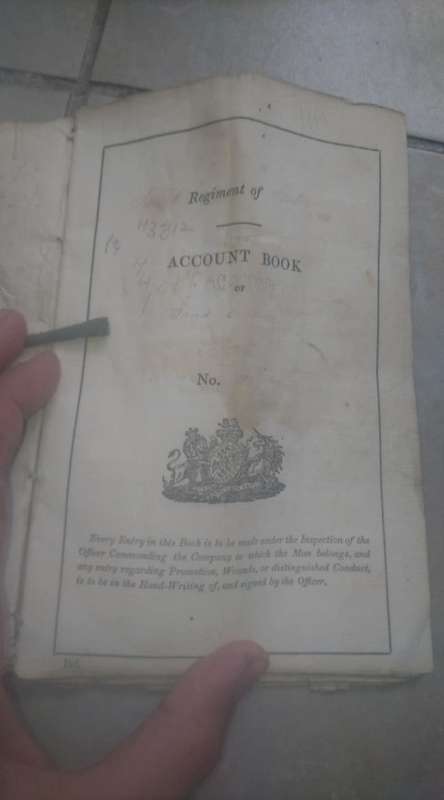 Regiment of
ACCOUNT BOOK
OF
No.
Every Entry in this Book is to be made under the Inspection of the
Officer Commanding the Company to which the Man belongs, and
any entry regarding Promotion, Wounds, or distinguished Conduct,
is to be in the Hand-Writing of, and signed by the Officer.